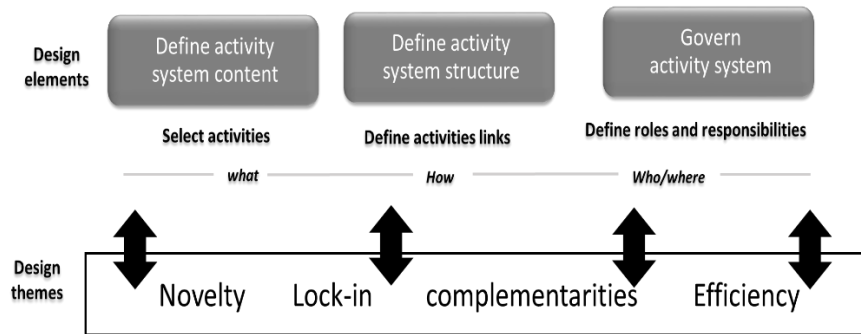 Design
elements
Define activity
system content
Define activity
system structure
Govern
activity system
Select activities
Define activities links
Define roles and responsibilities
what
How
Who/where
Design
themes
Novelty
Lock-in
complementarities
Efficiency